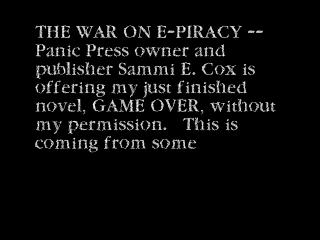 THE WAR ON E-PIRACY --
Panic Press owner and
publisher Sammi E. Cox is
offering my just finished
novel, GAME OVER, without
my permission.   This is
coming from some